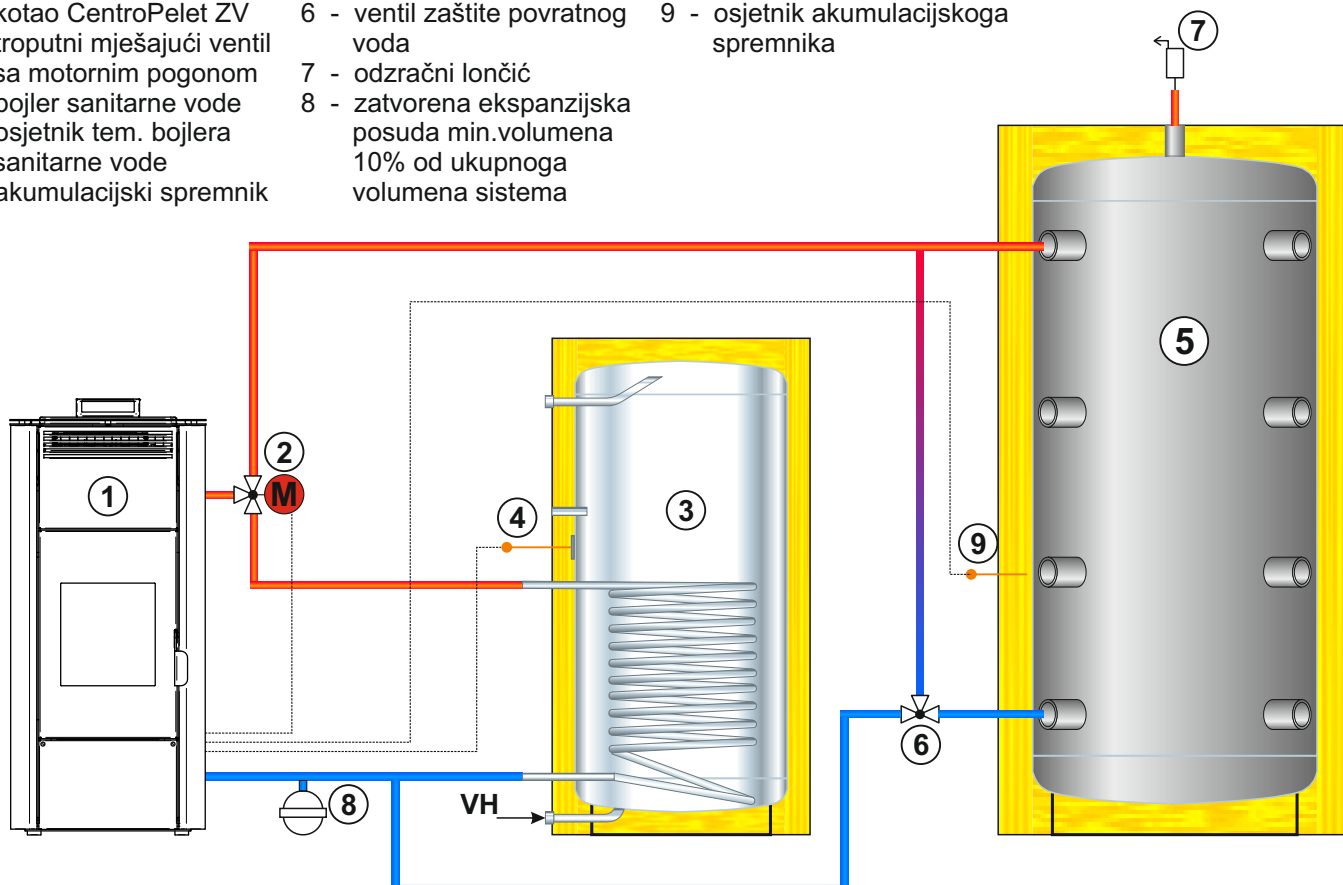 kotao CentroPelet ZV
troputni mješajući ventil
sa motornim pogonom
bojler sanitarne vode
osjetnik tem. bojlera
sanitarne vode
akumulacijski spremnik
6 - ventil zaštite povratnog
voda
7 - odzračni lončić
8 - zatvorena ekspanzijska
posuda min.volumena
10% od ukupnoga
volumena sistema
9 - osjetnik akumulacijskoga
spremnika
7
5
2
M
1
4
3
9
6
8
VH